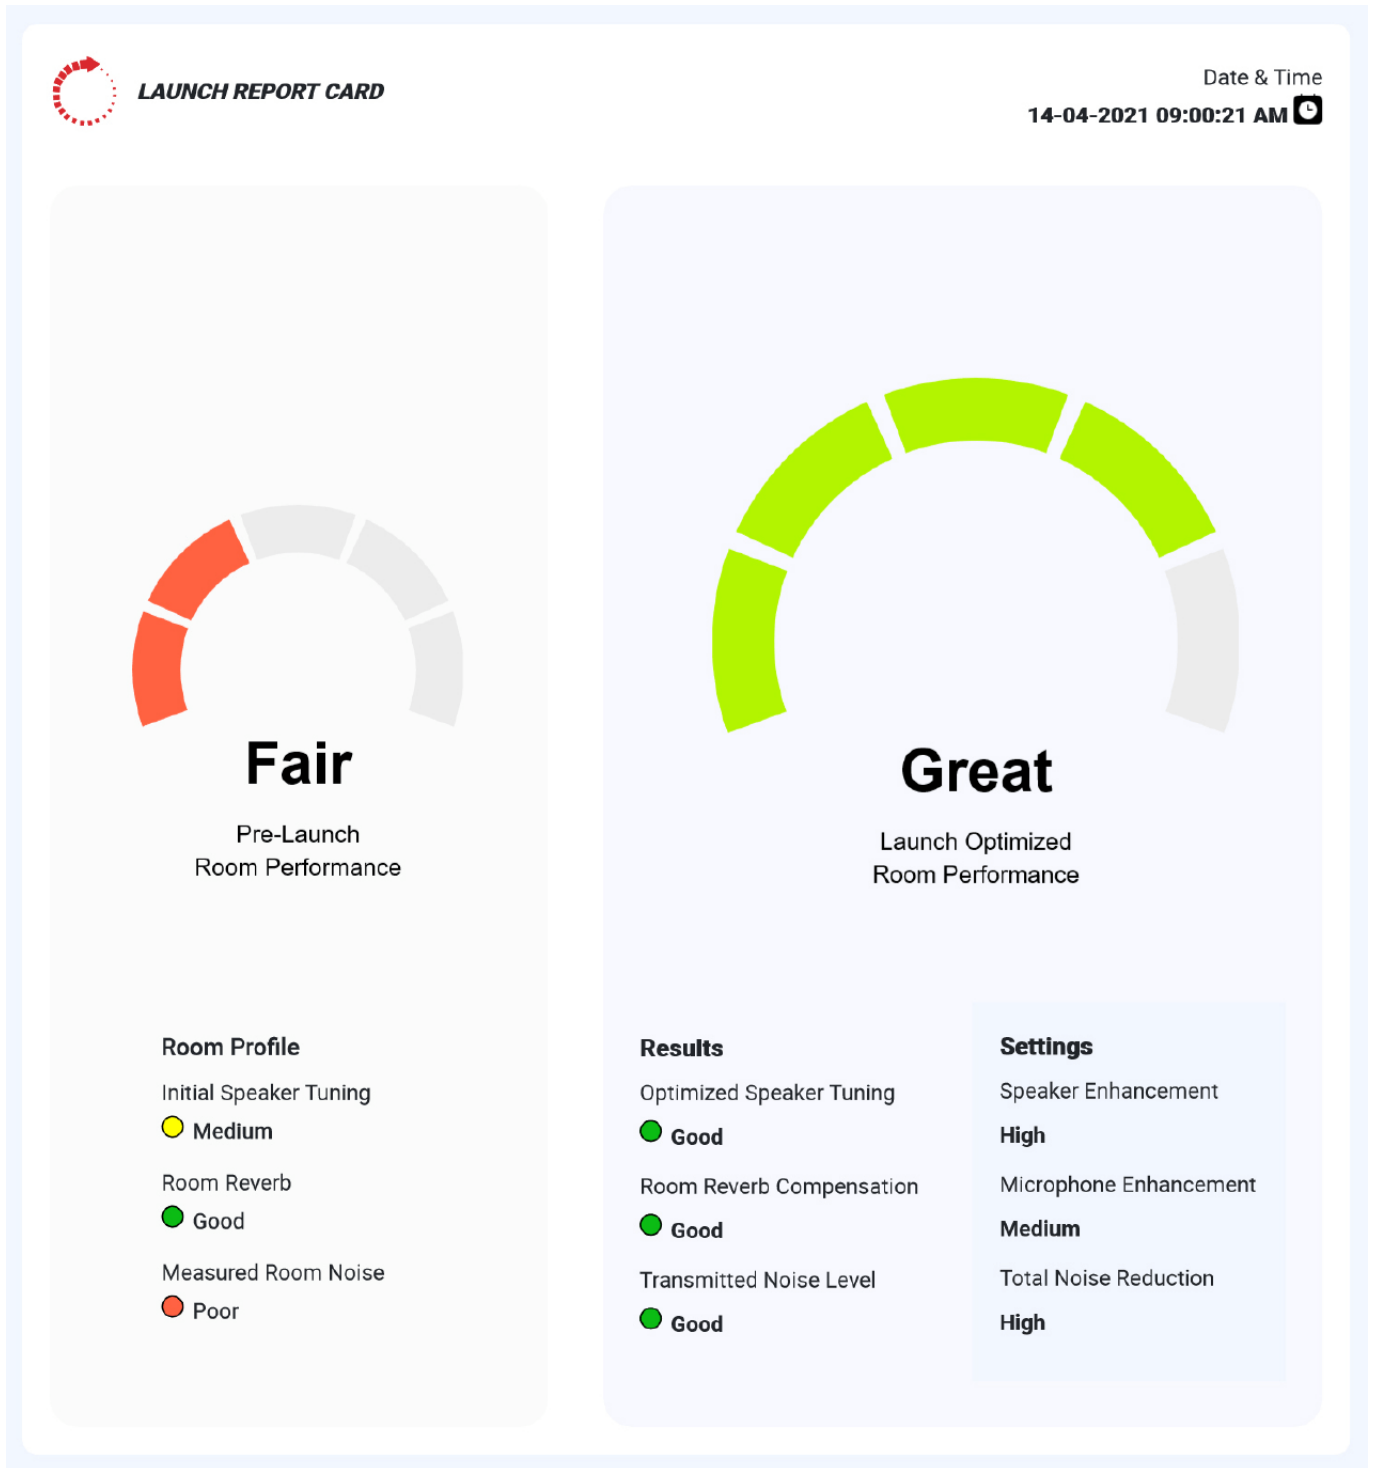 LAUNCH REPORT CARD
Date & Time
14-04-2021 09:00:21 AM
Fair
Pre-Launch
Room Performance
Room Profile
Initial Speaker Tuning
Medium
Room Reverb
Good
Measured Room Noise
Poor
Great
Launch Optimized
Room Performance
Results
Optimized Speaker Tuning
Good
Room Reverb Compensation
Good
Transmitted Noise Level
Good
Settings
Speaker Enhancement
High
Microphone Enhancement
Medium
Total Noise Reduction
High